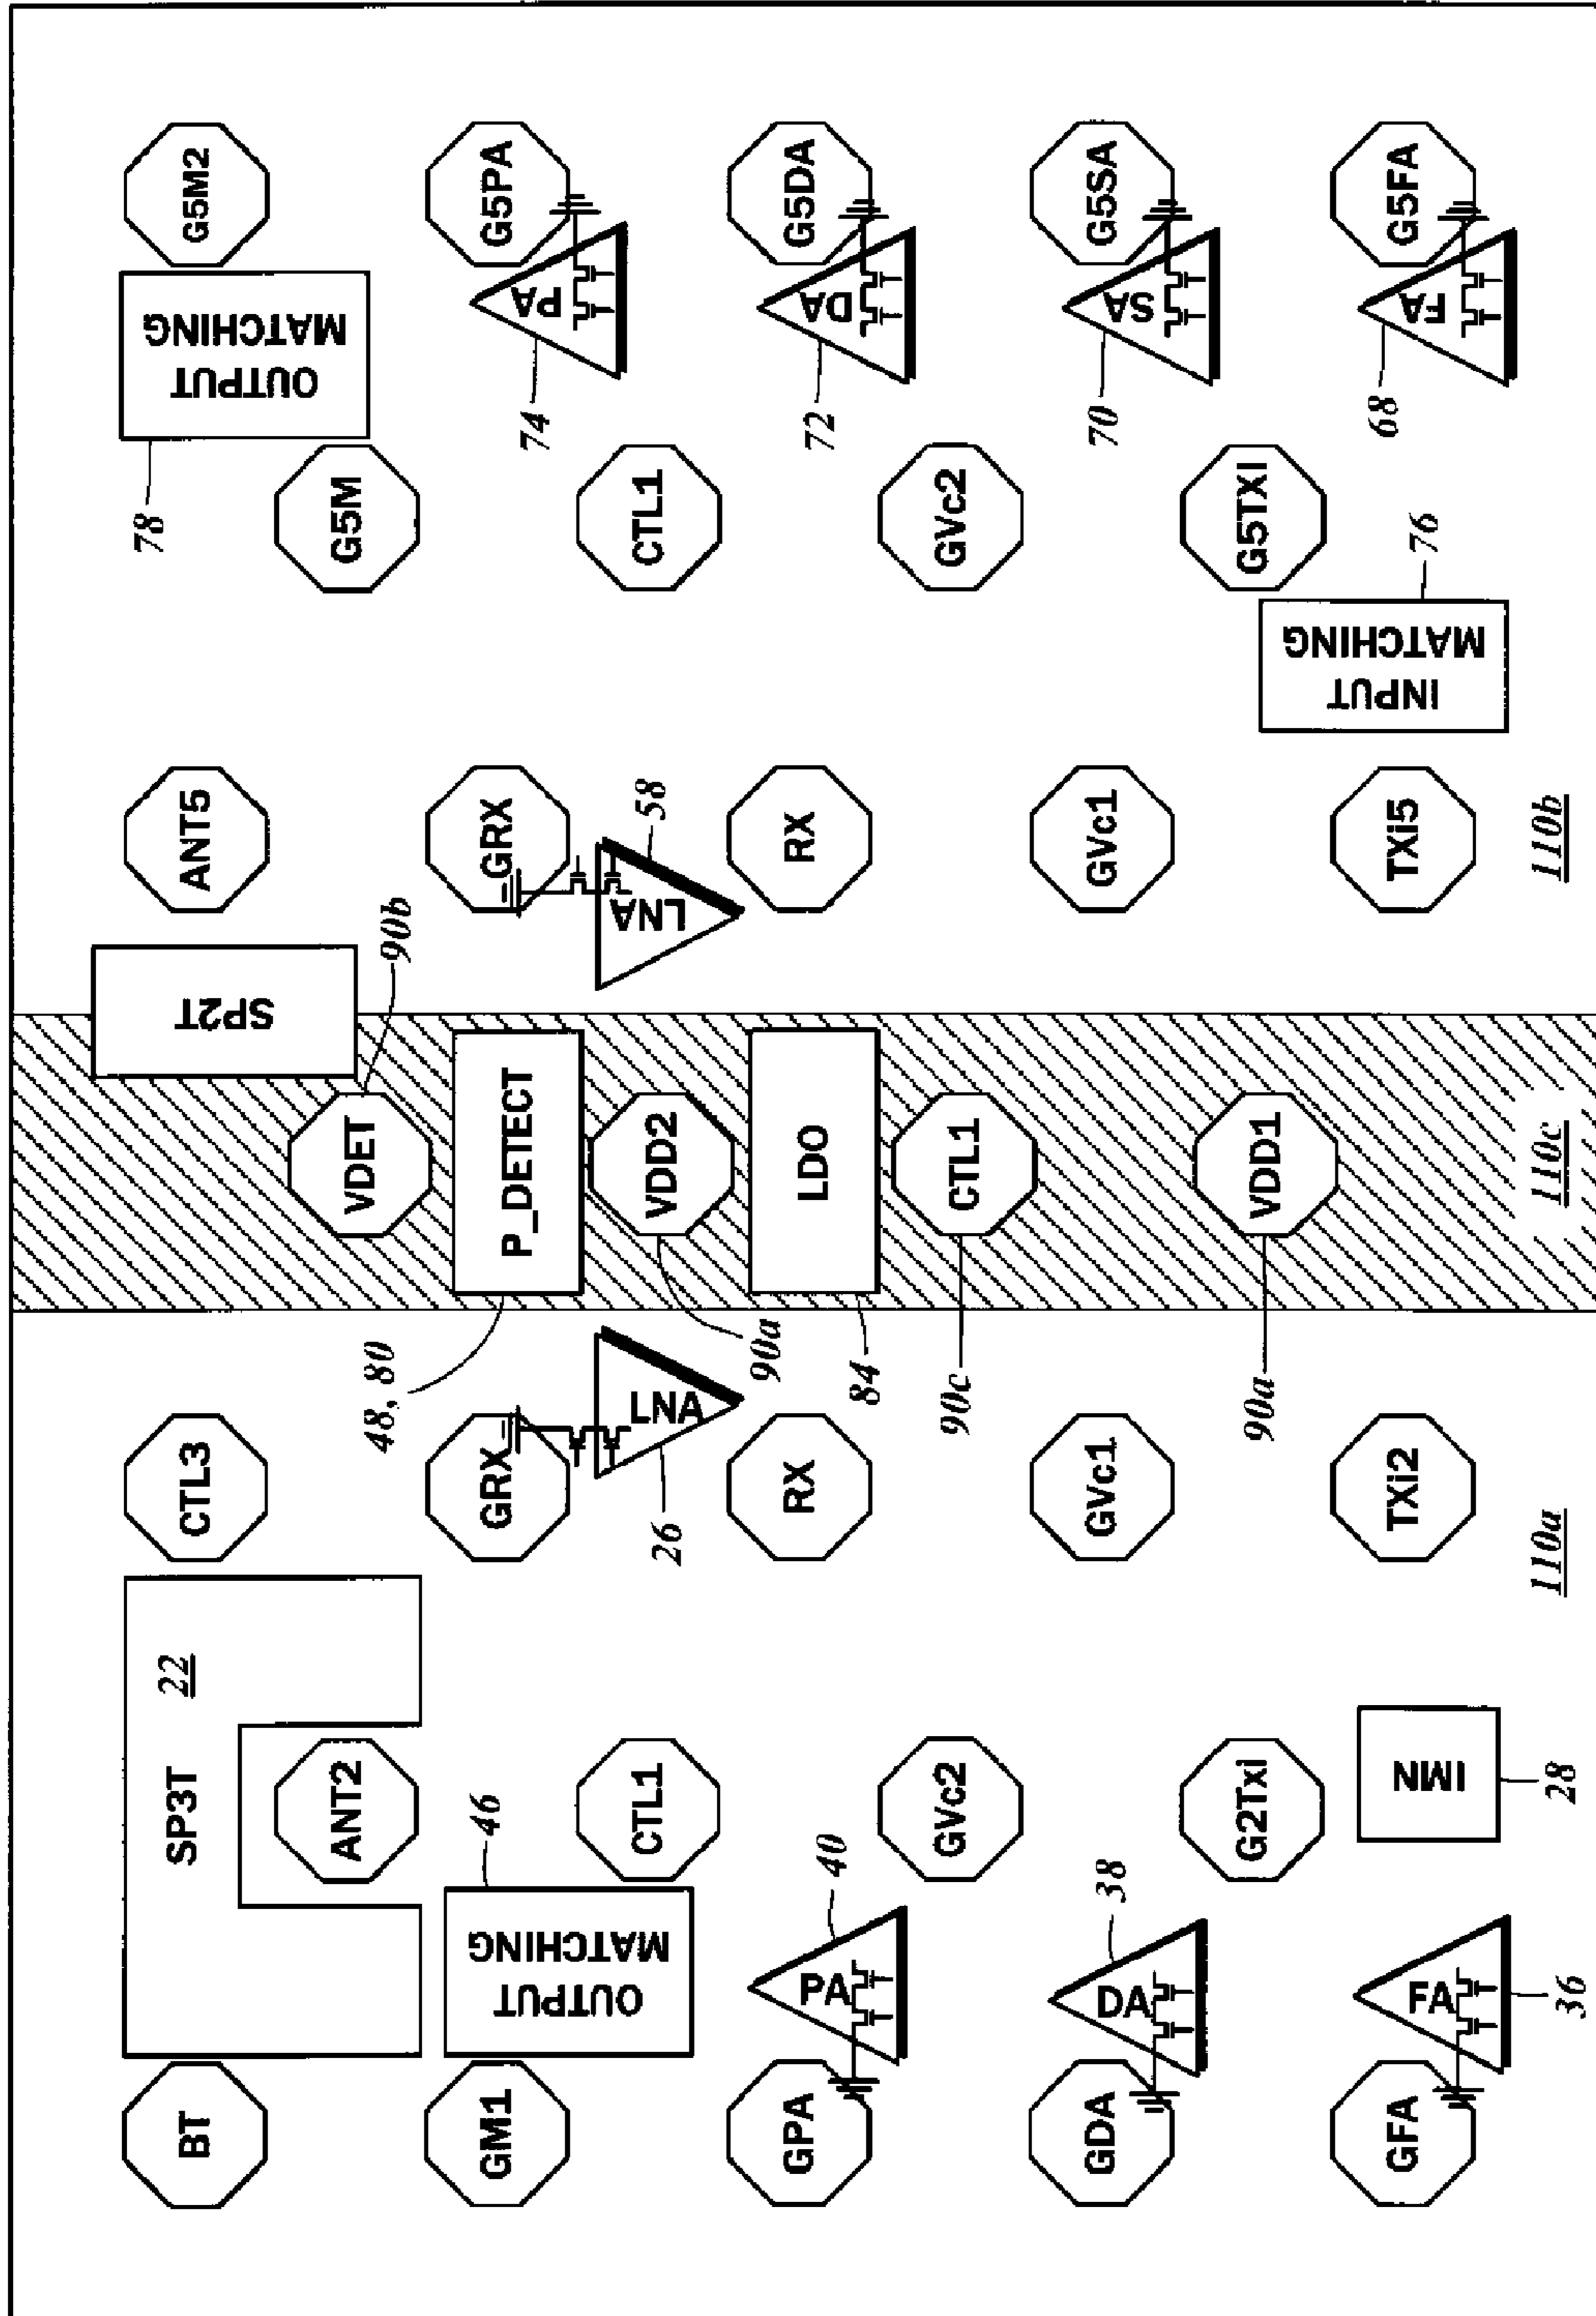 BT
SP3T
22
CTL3
SP2T
ANT5
78
OUTPUT
MATCHING
G5M2
ANT2
VDET
90b
G5M
GM1
OUTPUT
MATCHING
46
48, 80
GRX
P_DETECT
GRX
74
PA
G5PA
CTL1
26
LNA
90a
VDD2
LNA
58
CTL1
GPA
PA
40
RX
84
LDO
RX
72
DA
G5DA
GVc2
90c
CTL1
GVc2
GDA
DA
38
GVc1
GVc1
70
SA
G5SA
G2Txi
90a
VDD1
G5TXI
GFA
FA
36
IMN
28
TXi2
TXi5
INPUT
MATCHING
76
68
FA
G5FA
110a
110c
110b